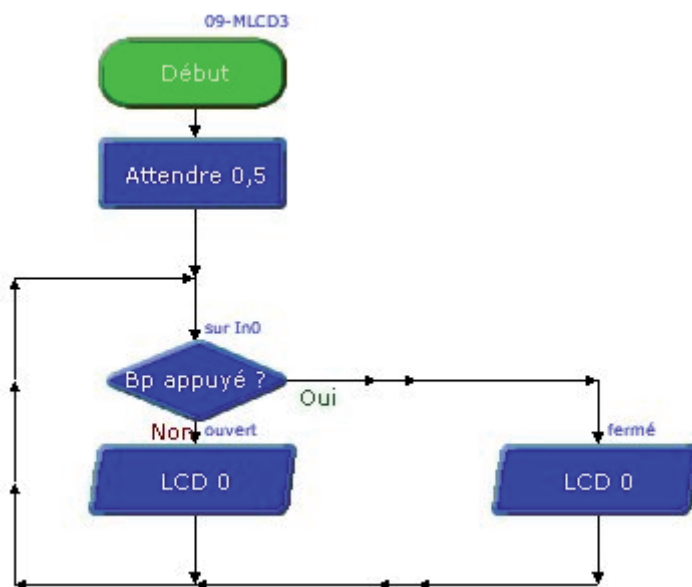 09-MLCD3
Début
Attendre 0,5
sur In0
Bp appuyé ?
Oui
Non
ouvert
fermé
LCD 0
LCD 0